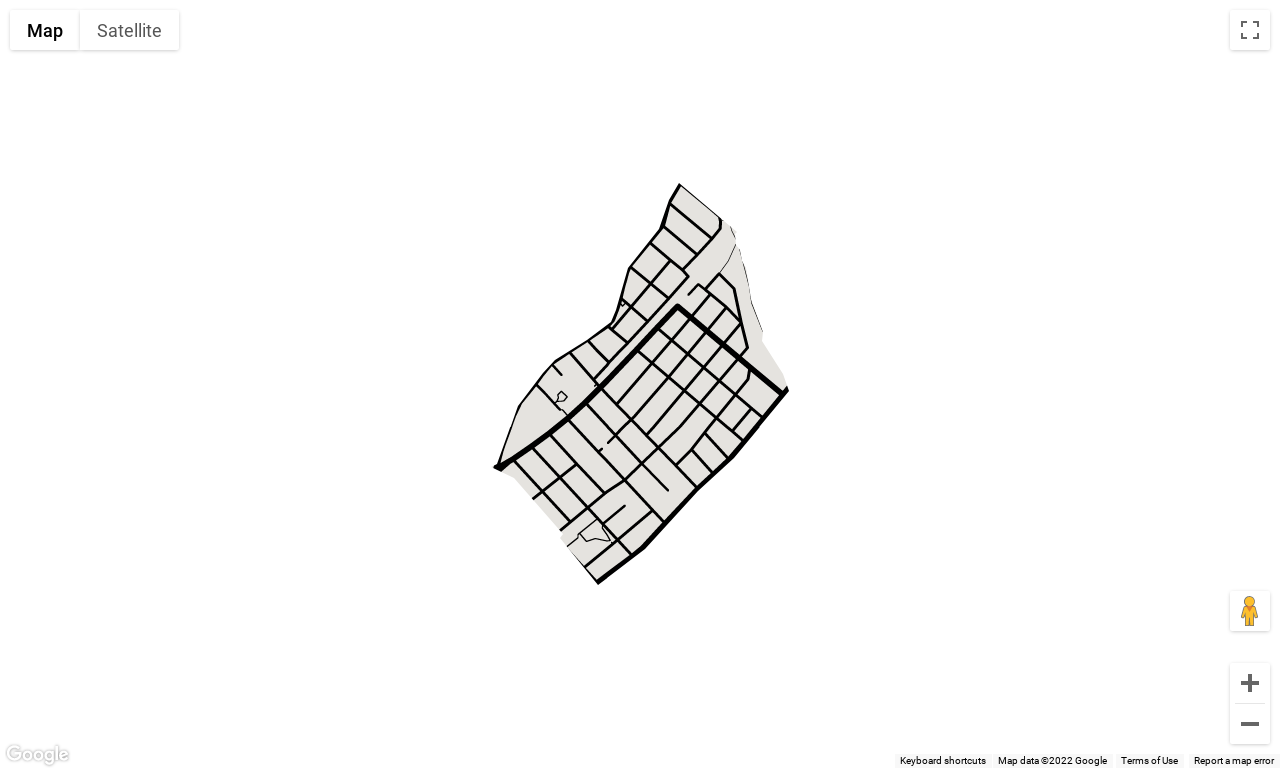 Map Satellite
Google
Keyboard shortcuts Map data ©2022 Google Terms of Use Report a map error